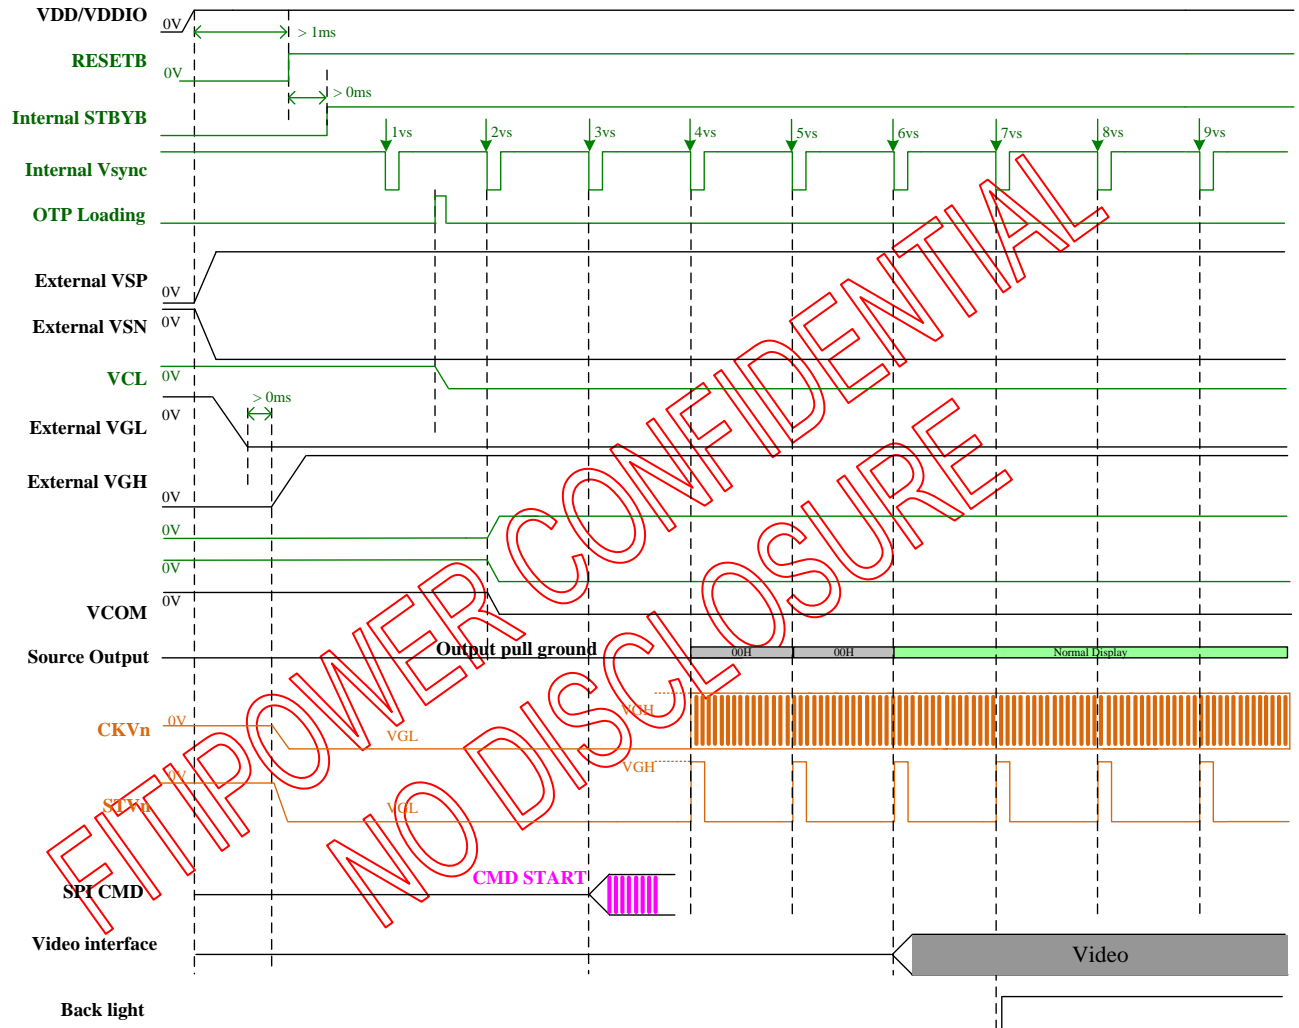 VDD/VDDIO
0V
> 1ms
RESETB
0V
> 0ms
Internal STBYB
1vs 2vs 3vs 4vs 5vs 6vs 7vs 8vs 9vs
Internal Vsync
OTP Loading
External VSP
0V
External VSN
0V
VCL
0V
> 0ms
External VGL
0V
External VGH
0V
0V
0V
VCOM
0V
Source Output
Output pull ground
00H 00H Normal Display
CKVn
0V
VGL
VGH
STVn
0V
VGL
VGH
SPI CMD
CMD START
Video interface
Video
Back light
FITIPOWER CONFIDENTIAL
NO DISCLOSURE